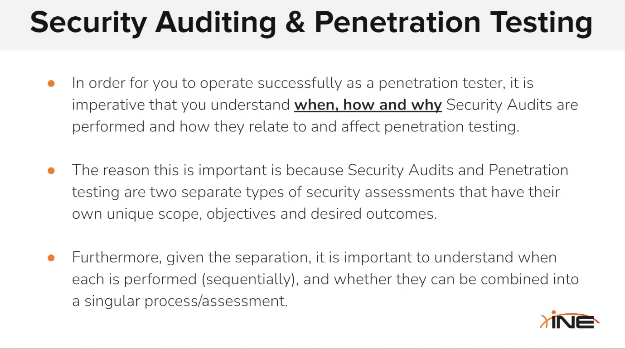 Security Auditing & Penetration Testing
In order for you to operate successfully as a penetration tester, it is
imperative that you understand when, how and why Security Audits are
performed and how they relate to and affect penetration testing.
The reason this is important is because Security Audits and Penetration
testing are two separate types of security assessments that have their
own unique scope, objectives and desired outcomes.
Furthermore, given the separation, it is important to understand when
each is performed (sequentially), and whether they can be combined into
a singular process/assessment.
INE